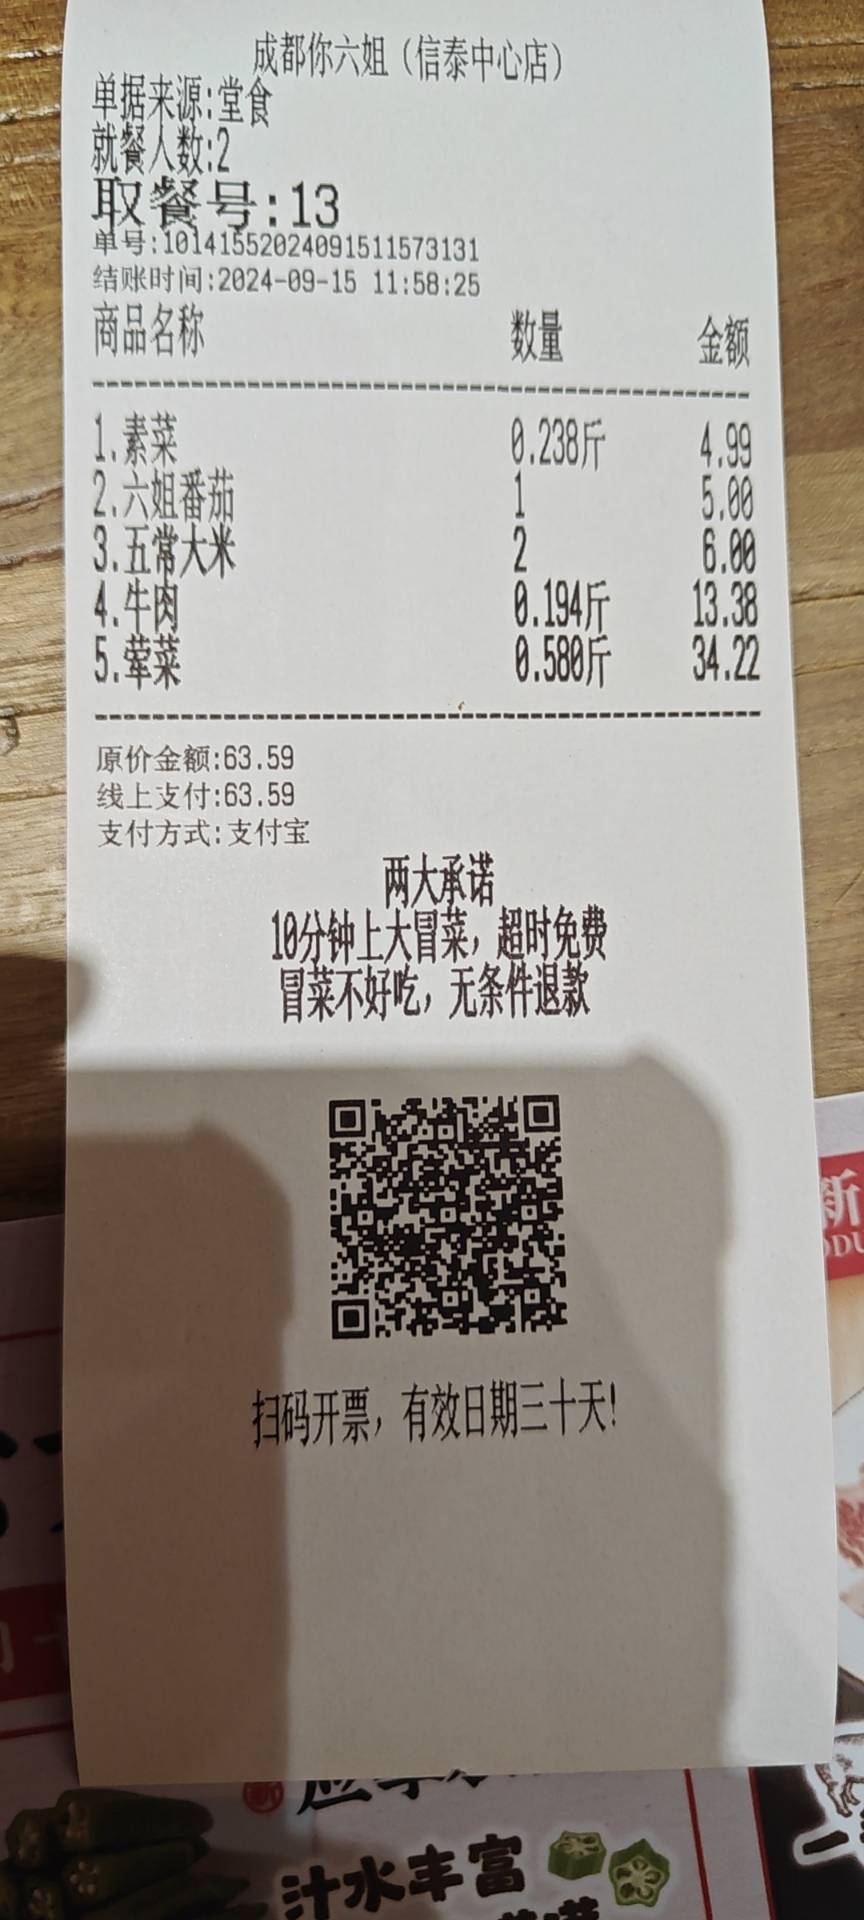 成都你六姐（信泰中心店）
单据来源:堂食
就餐人数:2
取餐号:13
单号:10141552024091511573131
结账时间:2024-09-15 11:58:25
商品名称 数量 金额
1.素菜 0.238斤 4.99
2.六姐番茄 1 5.00
3.五常大米 2 6.00
4.牛肉 0.194斤 13.38
5.荤菜 0.580斤 34.22
原价金额:63.59
线上支付:63.59
支付方式:支付宝
两大承诺
10分钟上大冒菜，超时免费
冒菜不好吃，无条件退款
新
扫码开票，有效日期三十天!
汁水丰富